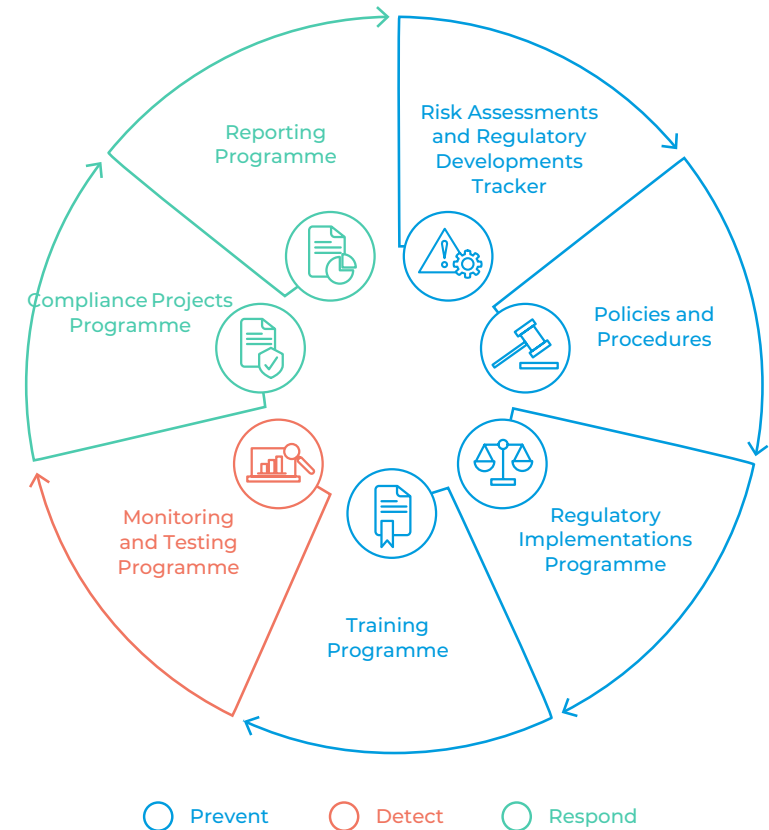 Reporting
Programme
Risk Assessments
and Regulatory
Developments
Tracker
Compliance Projects
Programme
Policies and
Procedures
Monitoring
and Testing
Programme
Regulatory
Implementations
Programme
Training
Programme
Prevent
Detect
Respond